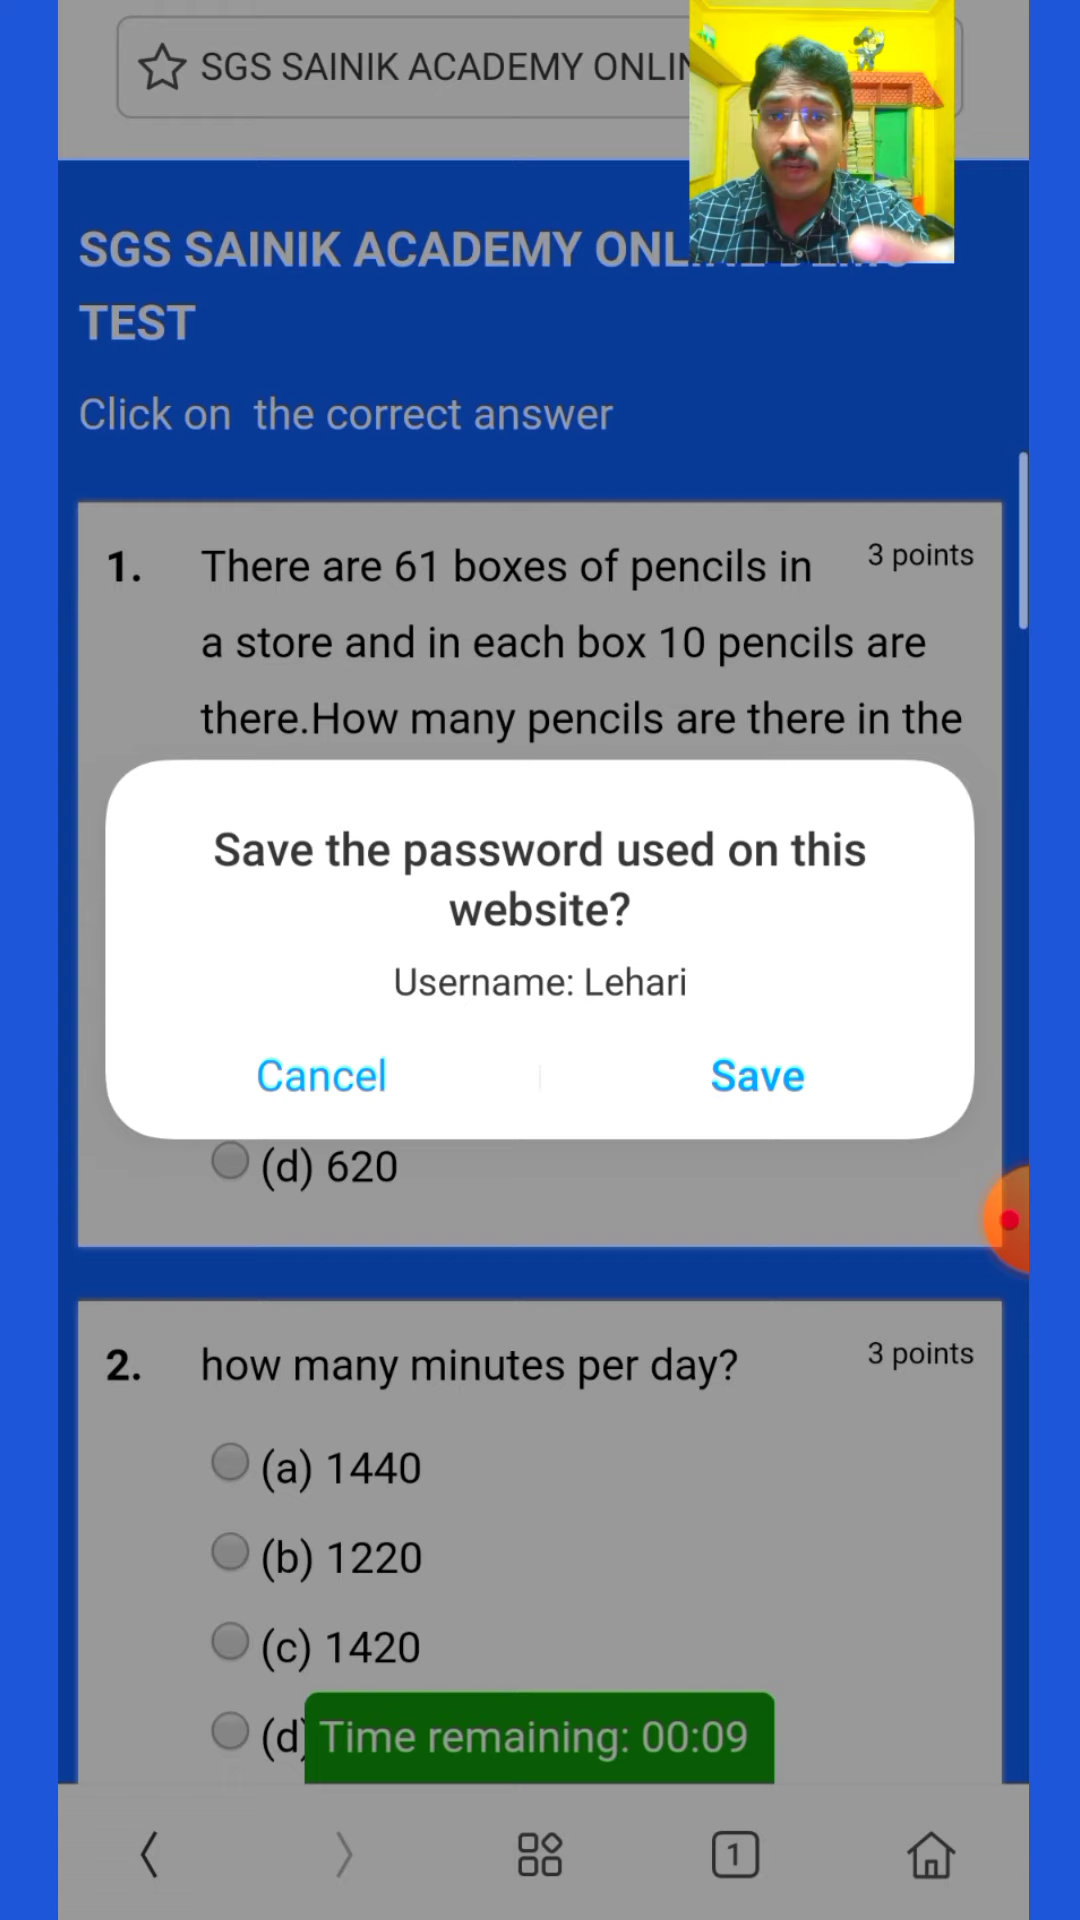 SGS SAINIK ACADEMY ONLIN
SGS SAINIK ACADEMY ONLINE DEMO
TEST
Click on  the correct answer
1. There are 61 boxes of pencils in 3 points
a store and in each box 10 pencils are
there.How many pencils are there in the
Save the password used on this
website?
Username: Lehari
Cancel Save
(d) 620
2. how many minutes per day? 3 points
(a) 1440
(b) 1220
(c) 1420
(d) Time remaining: 00:09
1